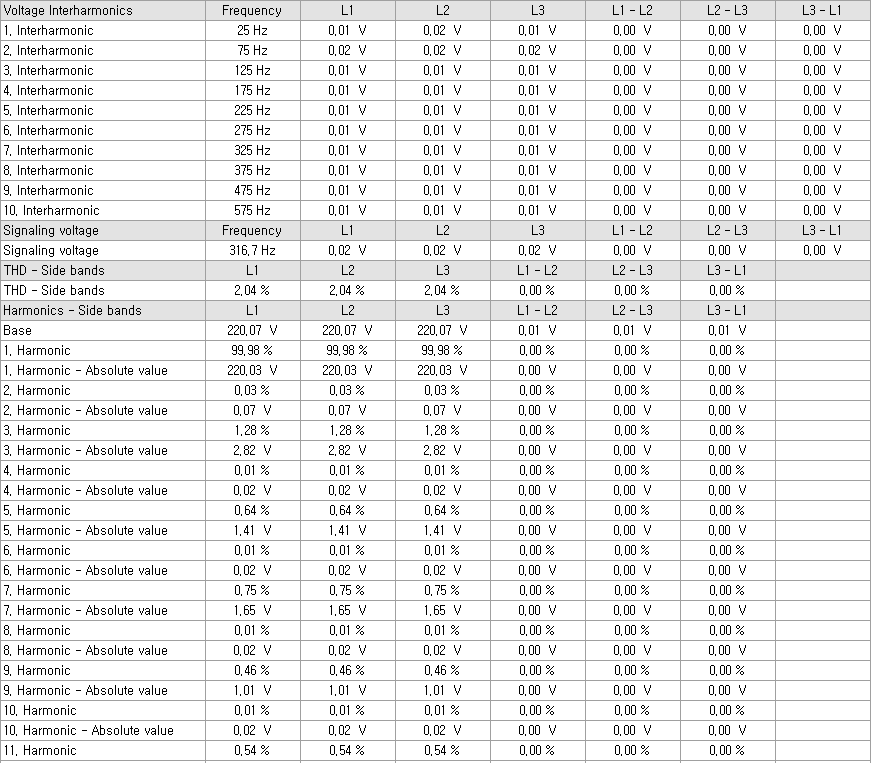 Voltage Interharmonics Frequency L1 L2 L3 L1 - L2 L2 - L3 L3 - L1
1. Interharmonic 25 Hz 0.01 V 0.02 V 0.01 V 0.00 V 0.00 V 0.00 V
2. Interharmonic 75 Hz 0.02 V 0.02 V 0.02 V 0.00 V 0.00 V 0.00 V
3. Interharmonic 125 Hz 0.01 V 0.01 V 0.01 V 0.00 V 0.00 V 0.00 V
4. Interharmonic 175 Hz 0.01 V 0.01 V 0.01 V 0.00 V 0.00 V 0.00 V
5. Interharmonic 225 Hz 0.01 V 0.01 V 0.01 V 0.00 V 0.00 V 0.00 V
6. Interharmonic 275 Hz 0.01 V 0.01 V 0.01 V 0.00 V 0.00 V 0.00 V
7. Interharmonic 325 Hz 0.01 V 0.01 V 0.01 V 0.00 V 0.00 V 0.00 V
8. Interharmonic 375 Hz 0.01 V 0.01 V 0.01 V 0.00 V 0.00 V 0.00 V
9. Interharmonic 475 Hz 0.01 V 0.01 V 0.01 V 0.00 V 0.00 V 0.00 V
10. Interharmonic 575 Hz 0.01 V 0.01 V 0.01 V 0.00 V 0.00 V 0.00 V
Signaling voltage Frequency L1 L2 L3 L1 - L2 L2 - L3 L3 - L1
Signaling voltage 316.7 Hz 0.02 V 0.02 V 0.02 V 0.00 V 0.00 V 0.00 V
THD - Side bands L1 L2 L3 L1 - L2 L2 - L3 L3 - L1
THD - Side bands 2.04 % 2.04 % 2.04 % 0.00 % 0.00 % 0.00 %
Harmonics - Side bands L1 L2 L3 L1 - L2 L2 - L3 L3 - L1
Base 220.07 V 220.07 V 220.07 V 0.01 V 0.01 V 0.01 V
1. Harmonic 99.98 % 99.98 % 99.98 % 0.00 % 0.00 % 0.00 %
1. Harmonic - Absolute value 220.03 V 220.03 V 220.03 V 0.00 V 0.00 V 0.00 V
2. Harmonic 0.03 % 0.03 % 0.03 % 0.00 % 0.00 % 0.00 %
2. Harmonic - Absolute value 0.07 V 0.07 V 0.07 V 0.00 V 0.00 V 0.00 V
3. Harmonic 1.28 % 1.28 % 1.28 % 0.00 % 0.00 % 0.00 %
3. Harmonic - Absolute value 2.82 V 2.82 V 2.82 V 0.00 V 0.00 V 0.00 V
4. Harmonic 0.01 % 0.01 % 0.01 % 0.00 % 0.00 % 0.00 %
4. Harmonic - Absolute value 0.02 V 0.02 V 0.02 V 0.00 V 0.00 V 0.00 V
5. Harmonic 0.64 % 0.64 % 0.64 % 0.00 % 0.00 % 0.00 %
5. Harmonic - Absolute value 1.41 V 1.41 V 1.41 V 0.00 V 0.00 V 0.00 V
6. Harmonic 0.01 % 0.01 % 0.01 % 0.00 % 0.00 % 0.00 %
6. Harmonic - Absolute value 0.02 V 0.02 V 0.02 V 0.00 V 0.00 V 0.00 V
7. Harmonic 0.75 % 0.75 % 0.75 % 0.00 % 0.00 % 0.00 %
7. Harmonic - Absolute value 1.65 V 1.65 V 1.65 V 0.00 V 0.00 V 0.00 V
8. Harmonic 0.01 % 0.01 % 0.01 % 0.00 % 0.00 % 0.00 %
8. Harmonic - Absolute value 0.02 V 0.02 V 0.02 V 0.00 V 0.00 V 0.00 V
9. Harmonic 0.46 % 0.46 % 0.46 % 0.00 % 0.00 % 0.00 %
9. Harmonic - Absolute value 1.01 V 1.01 V 1.01 V 0.00 V 0.00 V 0.00 V
10. Harmonic 0.01 % 0.01 % 0.01 % 0.00 % 0.00 % 0.00 %
10. Harmonic - Absolute value 0.02 V 0.02 V 0.02 V 0.00 V 0.00 V 0.00 V
11. Harmonic 0.54 % 0.54 % 0.54 % 0.00 % 0.00 % 0.00 %